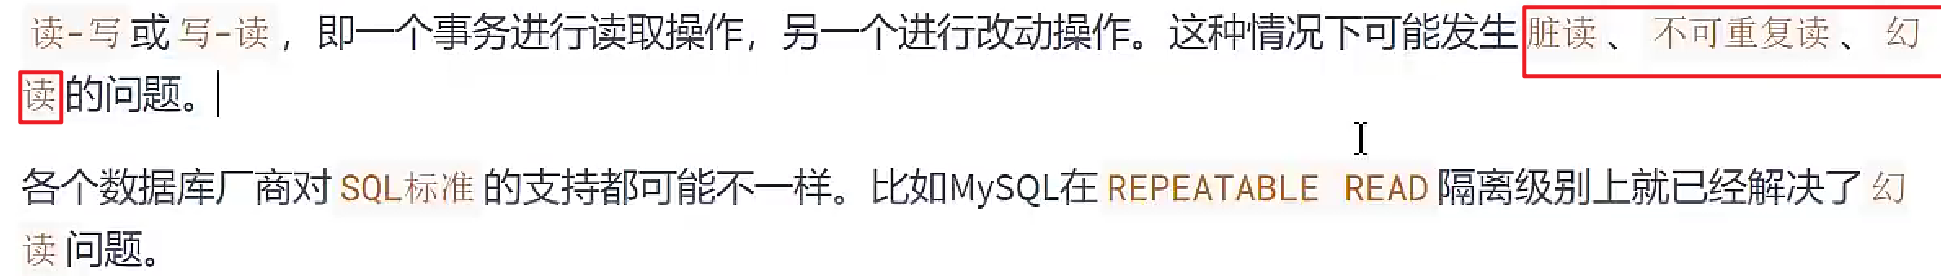 读-写 或 写-读 ，即一个事务进行读取操作，另一个进行改动操作。这种情况下可能发生 脏读 、 不可重复读 、 幻
读 的问题。
各个数据库厂商对 SQL标准 的支持都可能不一样。比如MySQL在 REPEATABLE READ 隔离级别上就已经解决了 幻
读 问题。